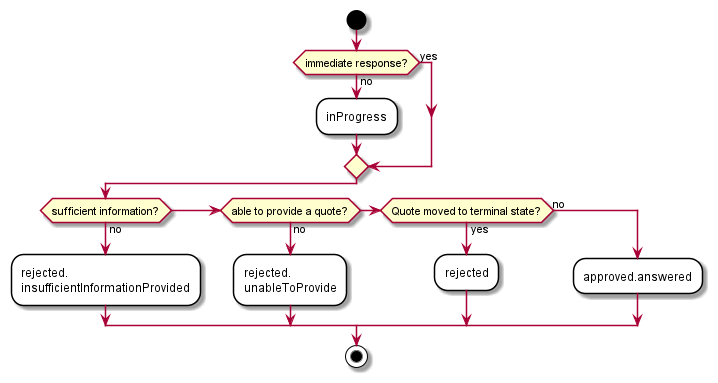 immediate response?
yes
no
inProgress
sufficient information?
able to provide a quote?
Quote moved to terminal state?
no
no
no
yes
rejected.
insufficientInformationProvided
rejected.
unableToProvide
rejected
approved.answered